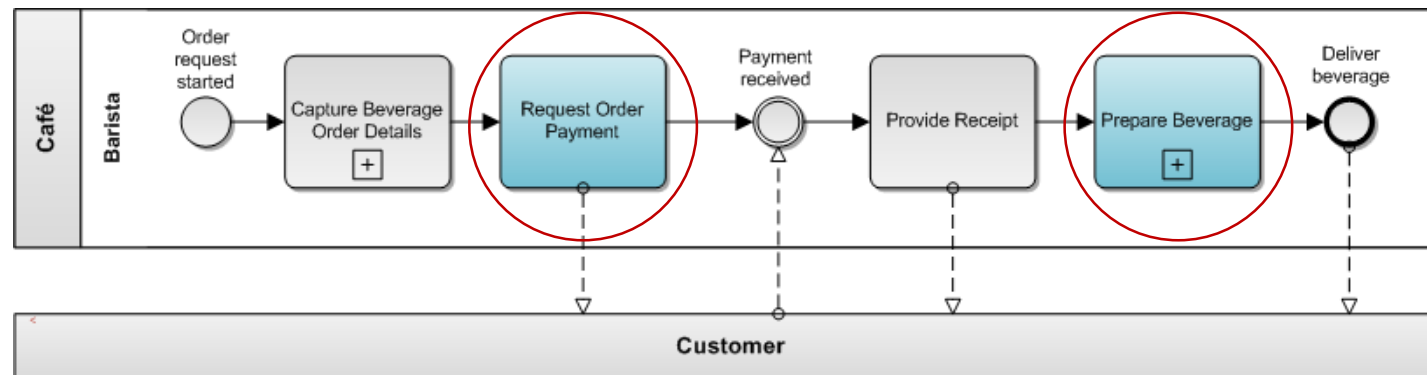 Café
Barista
Order
request
started
Capture Beverage
Order Details
+
Request Order
Payment
Payment
received
Provide Receipt
Prepare Beverage
+
Deliver
beverage
<
Customer